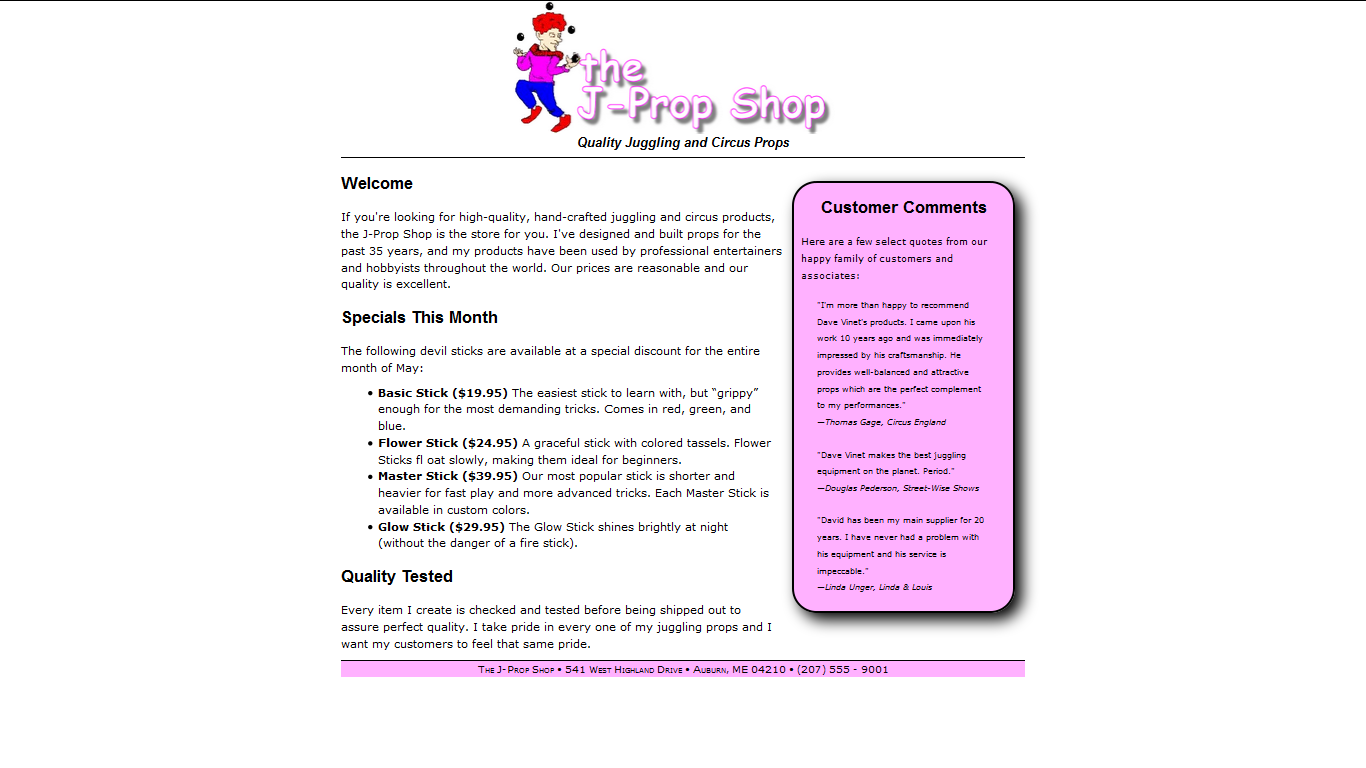 the
J-Prop Shop
Quality Juggling and Circus Props
Welcome
If you're looking for high-quality, hand-crafted juggling and circus products,
the J-Prop Shop is the store for you. I've designed and built props for the
past 35 years, and my products have been used by professional entertainers
and hobbyists throughout the world. Our prices are reasonable and our
quality is excellent.
Specials This Month
The following devil sticks are available at a special discount for the entire
month of May:
• Basic Stick ($19.95) The easiest stick to learn with, but “grippy”
enough for the most demanding tricks. Comes in red, green, and
blue.
• Flower Stick ($24.95) A graceful stick with colored tassels. Flower
Sticks fl oat slowly, making them ideal for beginners.
• Master Stick ($39.95) Our most popular stick is shorter and
heavier for fast play and more advanced tricks. Each Master Stick is
available in custom colors.
• Glow Stick ($29.95) The Glow Stick shines brightly at night
(without the danger of a fire stick).
Quality Tested
Every item I create is checked and tested before being shipped out to
assure perfect quality. I take pride in every one of my juggling props and I
want my customers to feel that same pride.
Customer Comments
Here are a few select quotes from our
happy family of customers and
associates:
"I'm more than happy to recommend
Dave Vinet's products. I came upon his
work 10 years ago and was immediately
impressed by his craftsmanship. He
provides well-balanced and attractive
props which are the perfect complement
to my performances."
—Thomas Gage, Circus England
"Dave Vinet makes the best juggling
equipment on the planet. Period."
—Douglas Pederson, Street-Wise Shows
"David has been my main supplier for 20
years. I have never had a problem with
his equipment and his service is
impeccable."
—Linda Unger, Linda & Louis
The J-Prop Shop • 541 West Highland Drive • Auburn, ME 04210 • (207) 555 - 9001